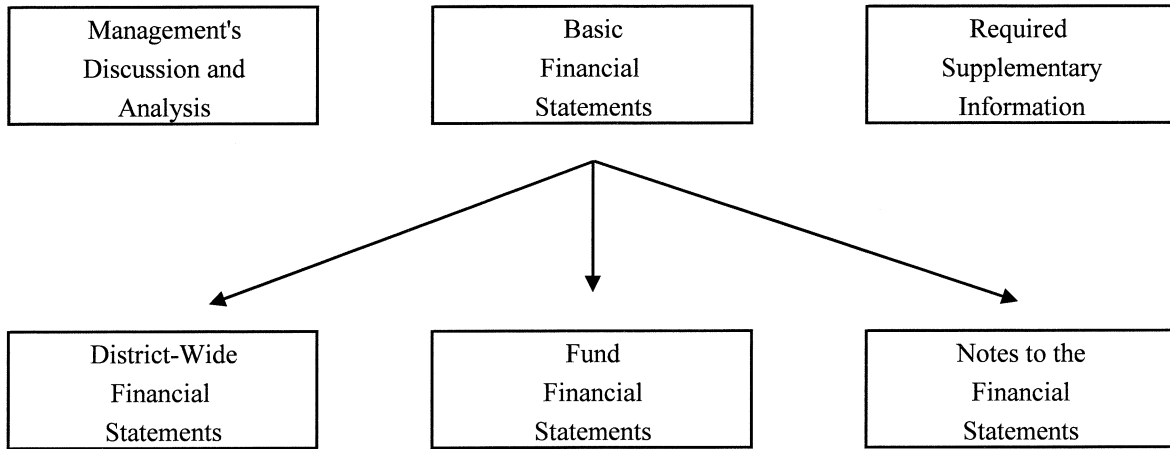 Management's
Discussion and
Analysis
Basic
Financial
Statements
Required
Supplementary
Information
District-Wide
Financial
Statements
Fund
Financial
Statements
Notes to the
Financial
Statements